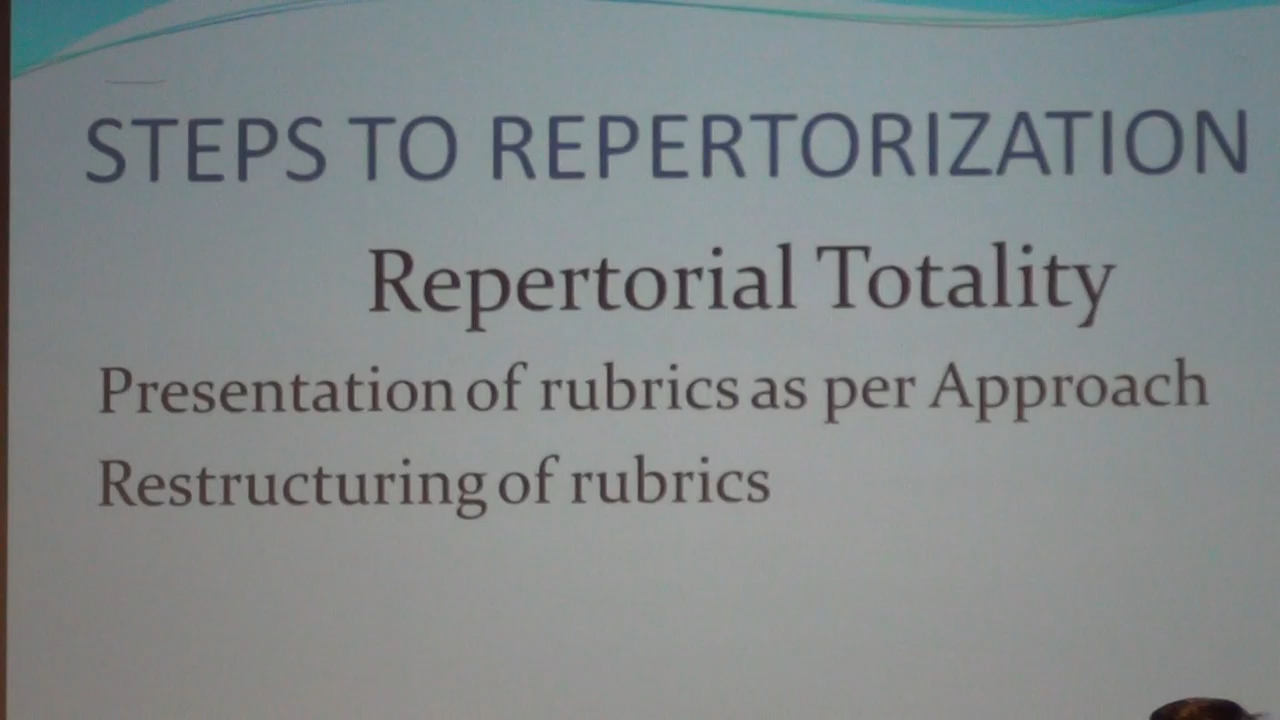 STEPS TO REPERTORIZATION
Repertorial Totality
Presentation of rubrics as per Approach
Restructuring of rubrics